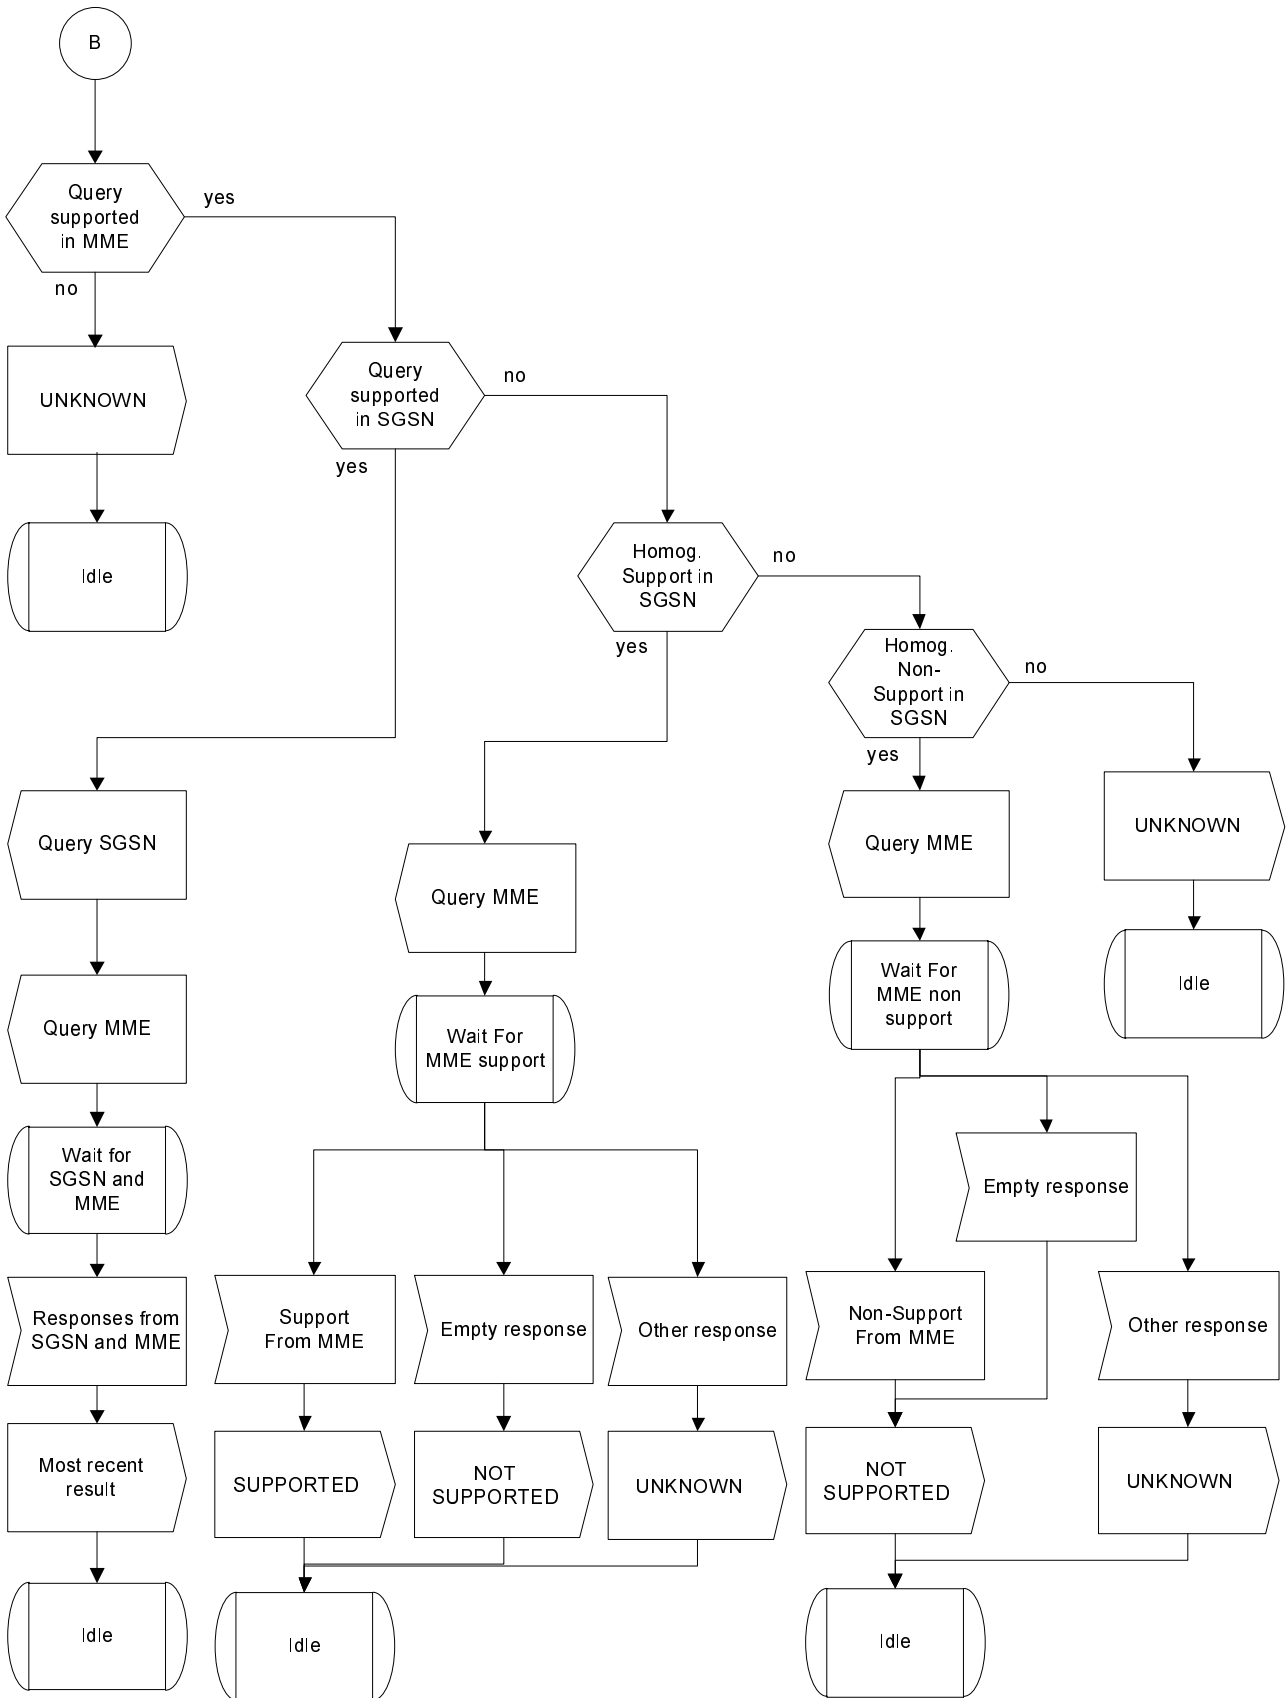 B
Query
supported
in MME
yes
no
UNKNOWN
Idle
Query
supported
in SGSN
no
yes
Homog.
Support in
SGSN
no
yes
Homog.
Non-
Support in
SGSN
no
yes
UNKNOWN
Idle
Query SGSN
Query MME
Wait for
SGSN and
MME
Responses from
SGSN and MME
Most recent
result
Idle
Query MME
Wait For
MME support
Support
From MME
Empty response
Other response
SUPPORTED
NOT
SUPPORTED
UNKNOWN
Idle
Query MME
Wait For
MME non
support
Empty response
Non-Support
From MME
Other response
NOT
SUPPORTED
UNKNOWN
Idle